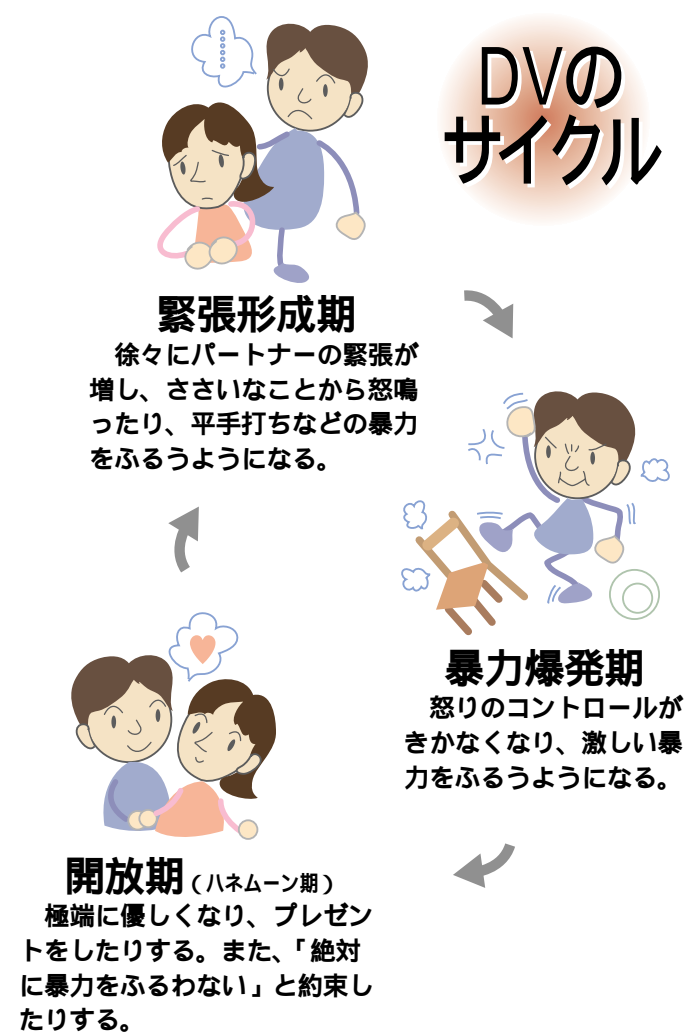 DVの
サイクル
緊張形成期
　徐々にパートナーの緊張が
増し、ささいなことから怒鳴
ったり、平手打ちなどの暴力
をふるうようになる。
暴力爆発期
　怒りのコントロールが
きかなくなり、激しい暴
力をふるうようになる。
開放期（ハネムーン期）
　極端に優しくなり、プレゼン
トをしたりする。また、「絶対
に暴力をふるわない」と約束し
たりする。